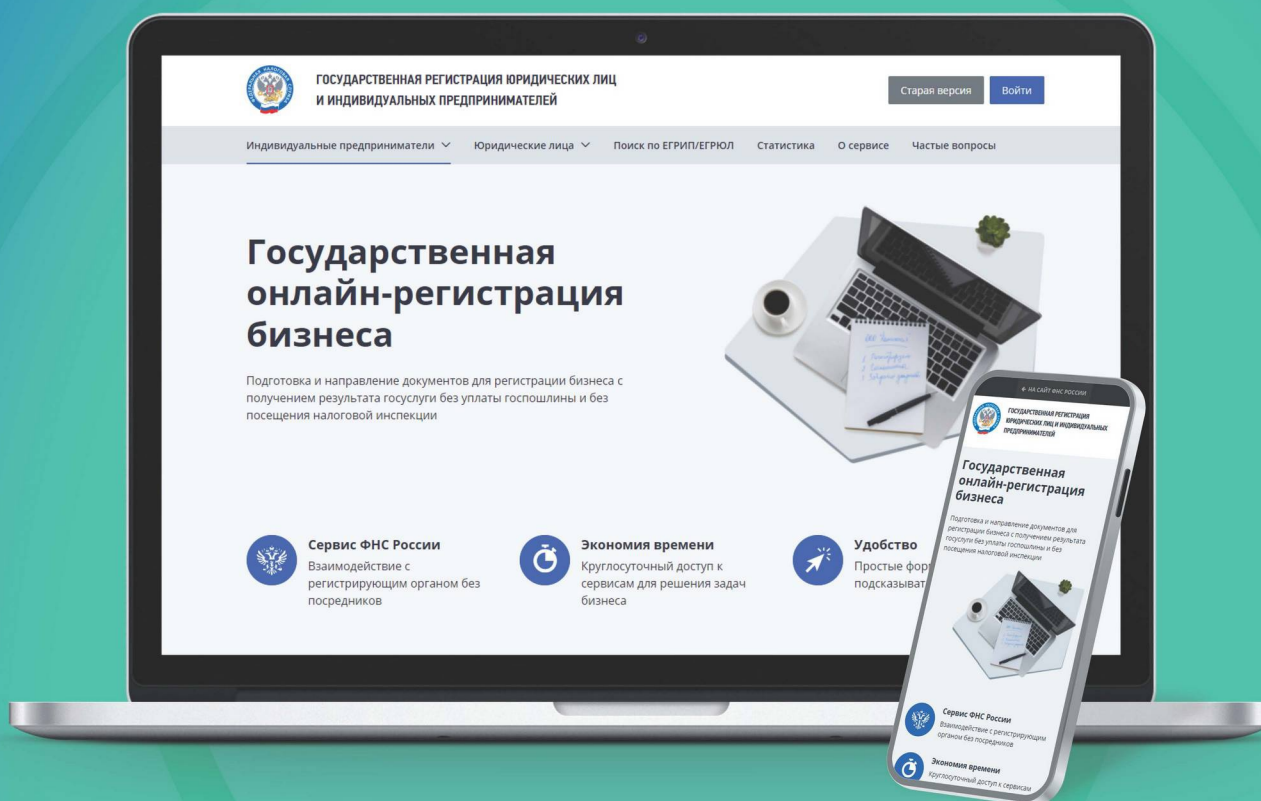 ГОСУДАРСТВЕННАЯ РЕГИСТРАЦИЯ ЮРИДИЧЕСКИХ ЛИЦ
И ИНДИВИДУАЛЬНЫХ ПРЕДПРИНИМАТЕЛЕЙ
Старая версия
Войти
Индивидуальные предприниматели
Юридические лица
Поиск по ЕГРИП/ЕГРЮЛ
Статистика
О сервисе
Частые вопросы
Государственная
онлайн-регистрация
бизнеса
Подготовка и направление документов для регистрации бизнеса с
получением результата госуслуги без уплаты госпошлины и без
посещения налоговой инспекции
Сервис ФНС России
Взаимодействие с
регистрирующим органом без
посредников
Экономия времени
Круглосуточный доступ к
сервисам для решения задач
бизнеса
Удобство
Простые
← НА САЙТ ФНС РОССИИ
ГОСУДАРСТВЕННАЯ РЕГИСТРАЦИЯ
ЮРИДИЧЕСКИХ ЛИЦ И ИНДИВИДУАЛЬНЫХ
ПРЕДПРИНИМАТЕЛЕЙ
Государственная
онлайн-регистрация
бизнеса
Подготовка и направление документов для
регистрации бизнеса с получением результата
госуслуги без уплаты госпошлины и без
посещения налоговой инспекции
Сервис ФНС России
Взаимодействие с регистрирующим
органом без посредников
Экономия времени
Круглосуточный доступ к сервисам